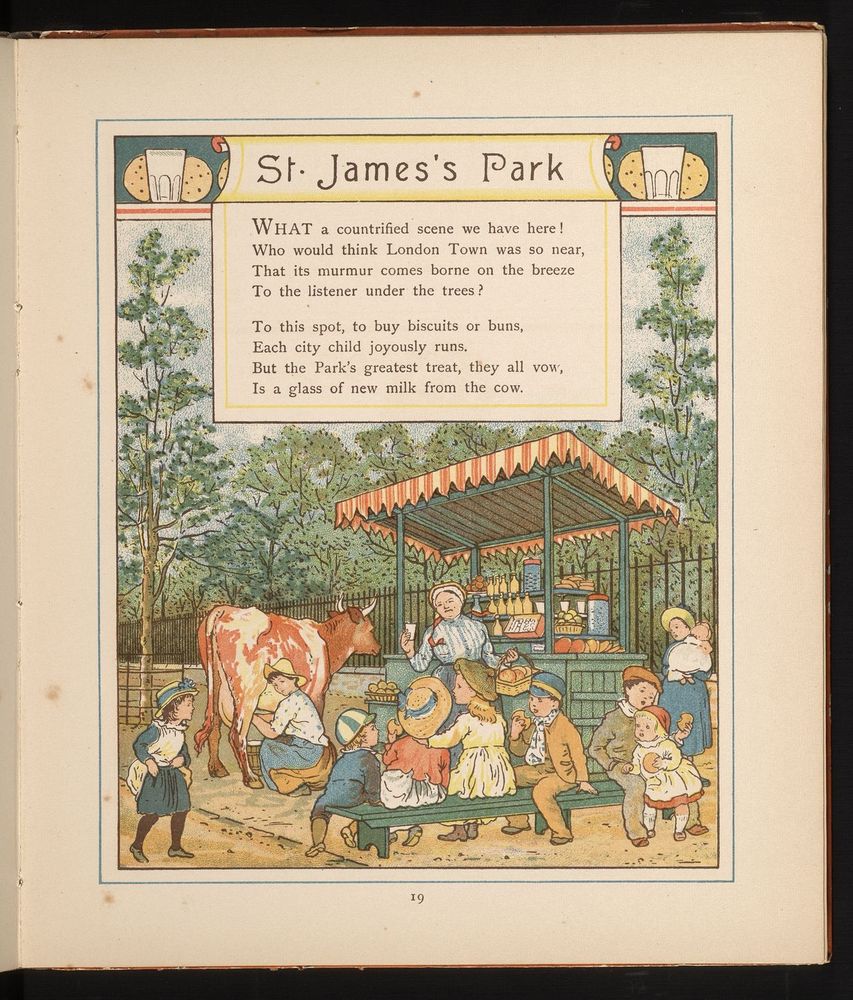 St. James's Park
WHAT a countrified scene we have here!
Who would think London Town was so near,
That its murmur comes borne on the breeze
To the listener under the trees?
To this spot, to buy biscuits or buns,
Each city child joyously runs.
But the Park's greatest treat, they all vow,
Is a glass of new milk from the cow.
19